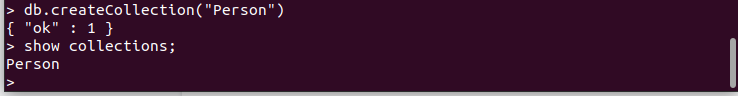 > db.createCollection("Person")
{ "ok" : 1 }
> show collections;
Person
>